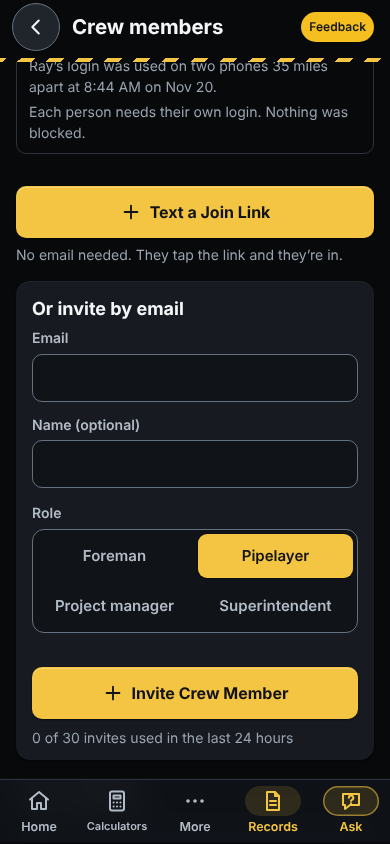 Crew members
Feedback
Ray's login was used on two phones 35 miles
apart at 8:44 AM on Nov 20.
Each person needs their own login. Nothing was
blocked.
Text a Join Link
No email needed. They tap the link and they’re in.
Or invite by email
Email
Name (optional)
Role
Foreman
Pipelayer
Project manager
Superintendent
Invite Crew Member
0 of 30 invites used in the last 24 hours
Home
Calculators
More
Records
Ask